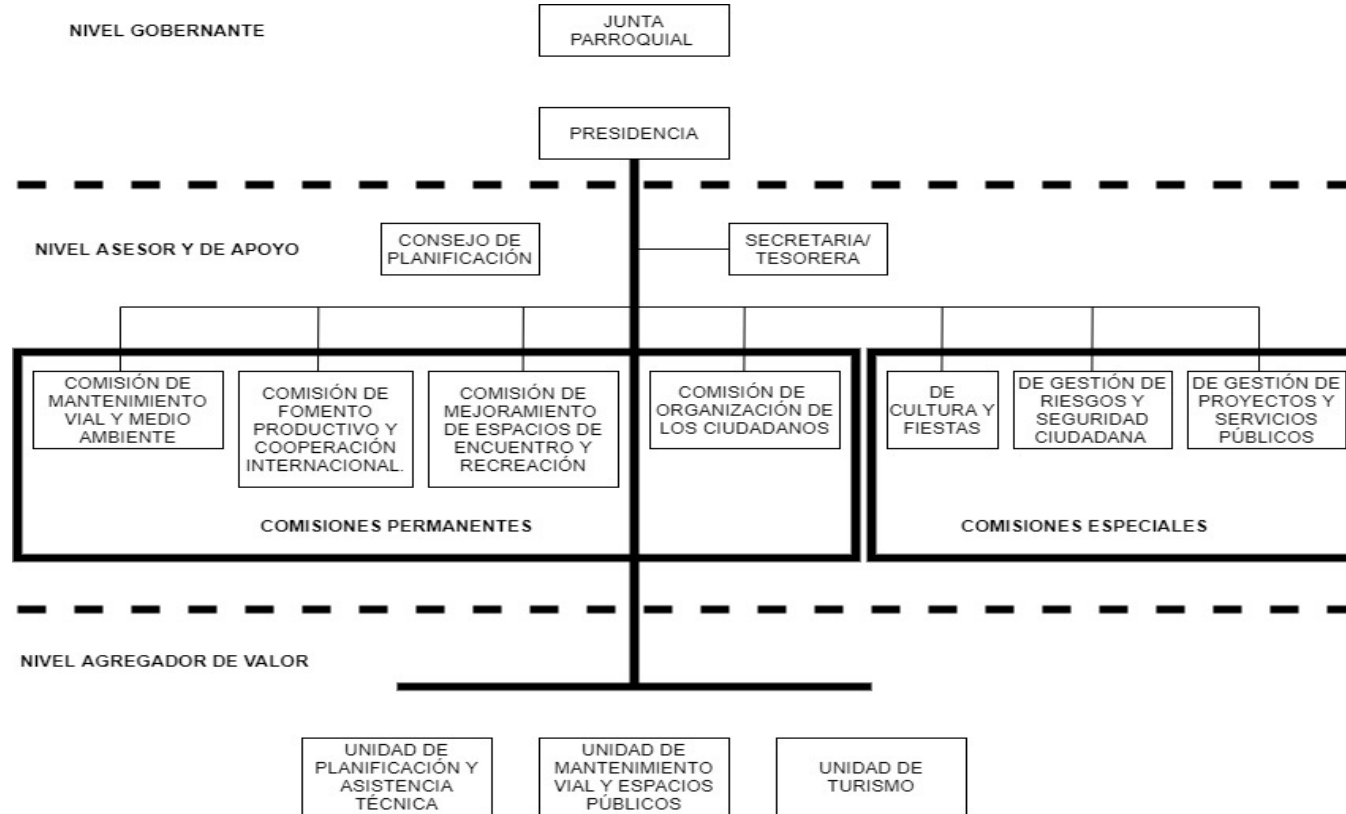 NIVEL GOBERNANTE
JUNTA
PARROQUIAL
PRESIDENCIA
NIVEL ASESOR Y DE APOYO
CONSEJO DE
PLANIFICACIÓN
SECRETARIA/
TESORERA
COMISIÓN DE
MANTENIMIENTO
VIAL Y MEDIO
AMBIENTE
COMISIÓN DE
FOMENTO
PRODUCTIVO Y
COOPERACIÓN
INTERNACIONAL.
COMISIÓN DE
MEJORAMIENTO
DE ESPACIOS DE
ENCUENTRO Y
RECREACIÓN
COMISIÓN DE
ORGANIZACIÓN DE
LOS CIUDADANOS
DE
CULTURA Y
FIESTAS
DE GESTIÓN DE
RIESGOS Y
SEGURIDAD
CIUDADANA
DE GESTIÓN DE
PROYECTOS Y
SERVICIOS
PÚBLICOS
COMISIONES PERMANENTES
COMISIONES ESPECIALES
NIVEL AGREGADOR DE VALOR
UNIDAD DE
PLANIFICACIÓN Y
ASISTENCIA
TÉCNICA
UNIDAD DE
MANTENIMIENTO
VIAL Y ESPACIOS
PÚBLICOS
UNIDAD DE
TURISMO